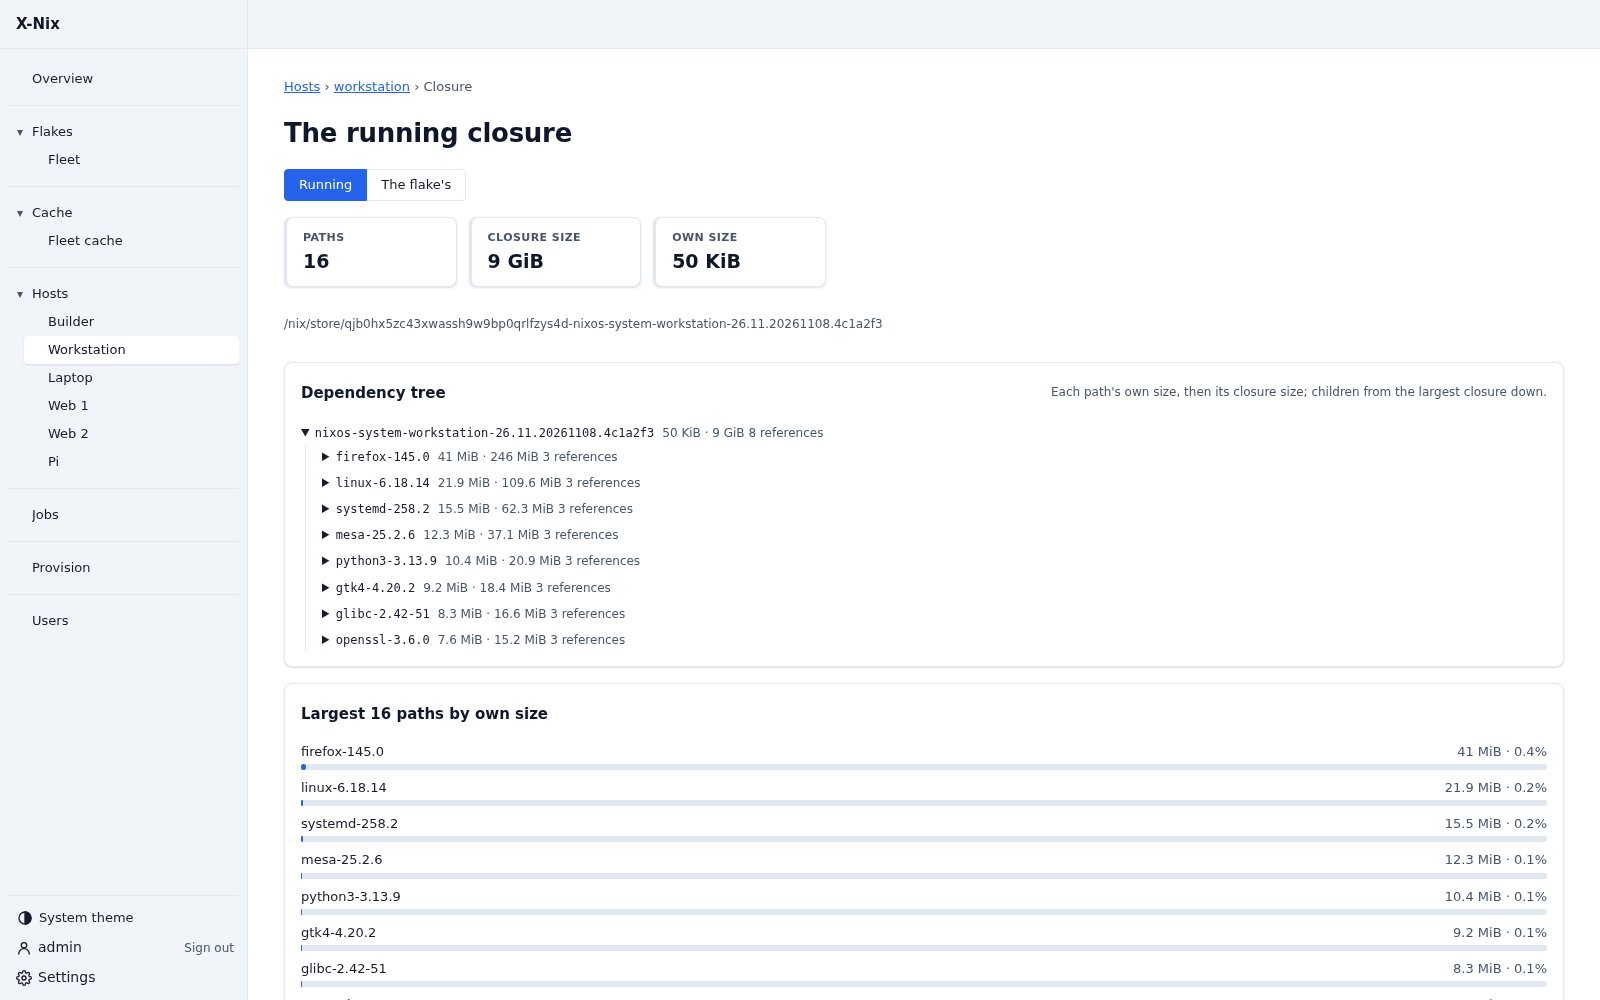 X-Nix
Overview
▾ Flakes
Fleet
▾ Cache
Fleet cache
▾ Hosts
Builder
Workstation
Laptop
Web 1
Web 2
Pi
Jobs
Provision
Users
System theme
admin Sign out
Settings
Hosts › workstation › Closure
The running closure
Running The flake's
PATHS
16
CLOSURE SIZE
9 GiB
OWN SIZE
50 KiB
/nix/store/qjb0hx5zc43xwassh9w9bp0qrlfzys4d-nixos-system-workstation-26.11.20261108.4c1a2f3
Dependency tree Each path's own size, then its closure size; children from the largest closure down.
▼ nixos-system-workstation-26.11.20261108.4c1a2f3 50 KiB · 9 GiB 8 references
▶ firefox-145.0 41 MiB · 246 MiB 3 references
▶ linux-6.18.14 21.9 MiB · 109.6 MiB 3 references
▶ systemd-258.2 15.5 MiB · 62.3 MiB 3 references
▶ mesa-25.2.6 12.3 MiB · 37.1 MiB 3 references
▶ python3-3.13.9 10.4 MiB · 20.9 MiB 3 references
▶ gtk4-4.20.2 9.2 MiB · 18.4 MiB 3 references
▶ glibc-2.42-51 8.3 MiB · 16.6 MiB 3 references
▶ openssl-3.6.0 7.6 MiB · 15.2 MiB 3 references
Largest 16 paths by own size
firefox-145.0 41 MiB · 0.4%
linux-6.18.14 21.9 MiB · 0.2%
systemd-258.2 15.5 MiB · 0.2%
mesa-25.2.6 12.3 MiB · 0.1%
python3-3.13.9 10.4 MiB · 0.1%
gtk4-4.20.2 9.2 MiB · 0.1%
glibc-2.42-51 8.3 MiB · 0.1%